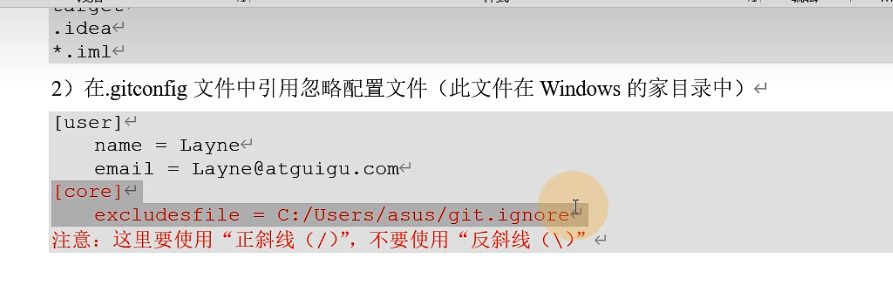 target
.idea
*.iml
2）在.gitconfig 文件中引用忽略配置文件（此文件在 Windows 的家目录中）
[user]
name = Layne
email = Layne@atguigu.com
[core]
excludesfile = C:/Users/asus/git.ignore
注意：这里要使用“正斜线（/）”，不要使用“反斜线（\）”